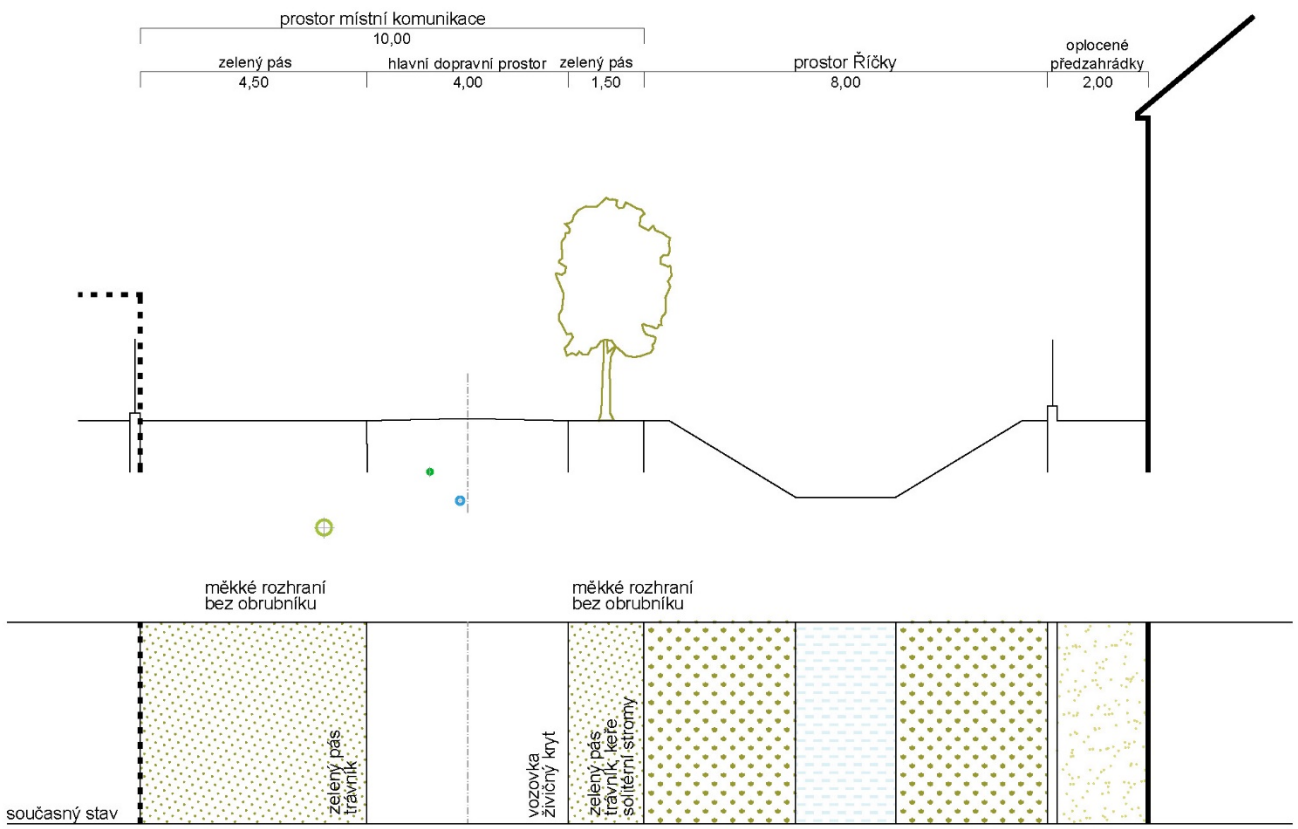 prostor místní komunikace
10,00
zelený pás
hlavní dopravní prostor
zelený pás
prostor Říčky
oplocené
předzahrádky
4,50
4,00
1,50
8,00
2,00
měkké rozhraní
bez obrubníku
měkké rozhraní
bez obrubníku
zelený pás
trávník
vozovka
živičný kryt
zelený pás
trávník, keře
soliterní stromy
současný stav